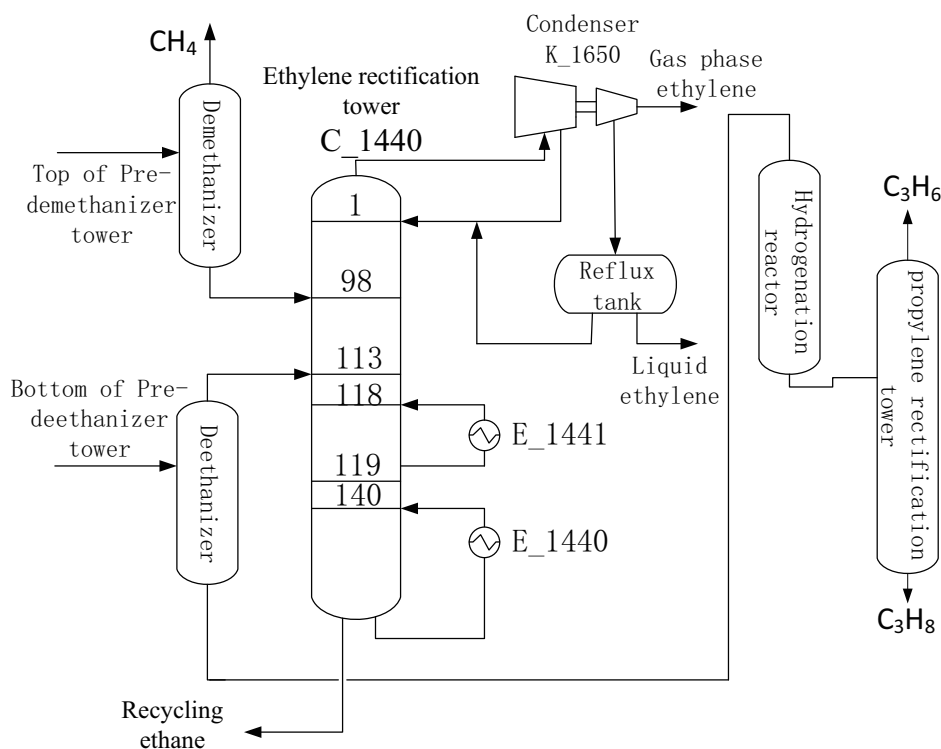 CH4
Condenser
K_1650
Gas phase
ethylene
Ethylene rectification
tower
C_1440
Demethanizer
Top of Pre-
demethanizer
tower
1
98
Reflux
tank
Hydrogenation
reactor
C3H6
propylene rectification
tower
113
118
Bottom of Pre-
deethanizer
tower
Liquid
ethylene
E_1441
Deethanizer
119
140
E_1440
C3H8
Recycling
ethane